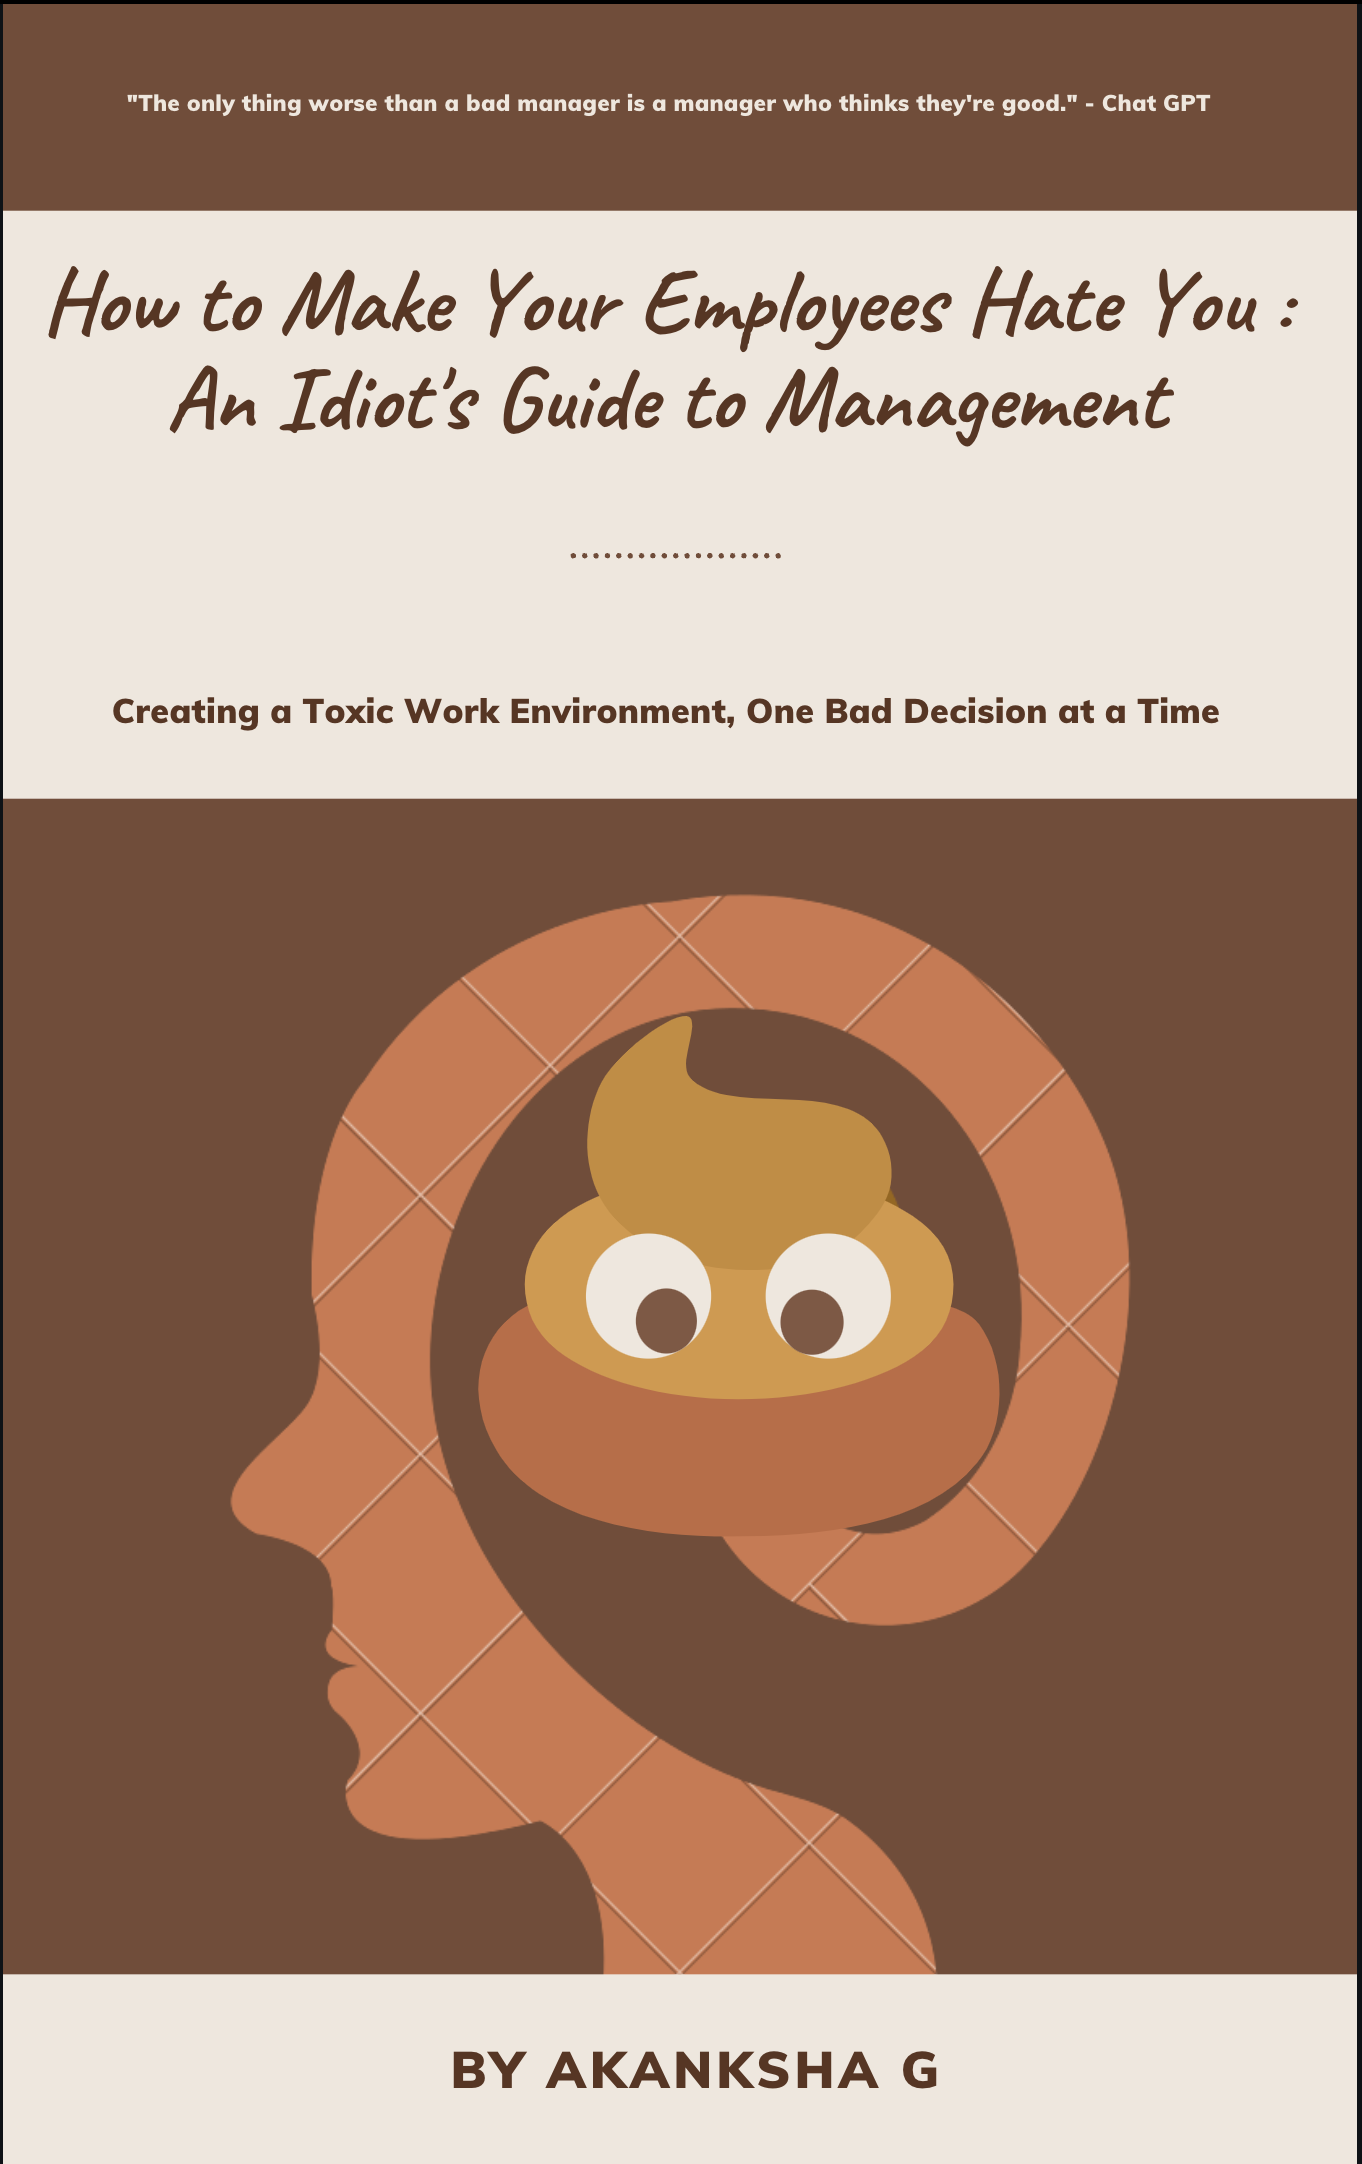 "The only thing worse than a bad manager is a manager who thinks they're good." - Chat GPT
How to Make Your Employees Hate You :
An Idiot's Guide to Management
Creating a Toxic Work Environment, One Bad Decision at a Time
BY AKANKSHA G